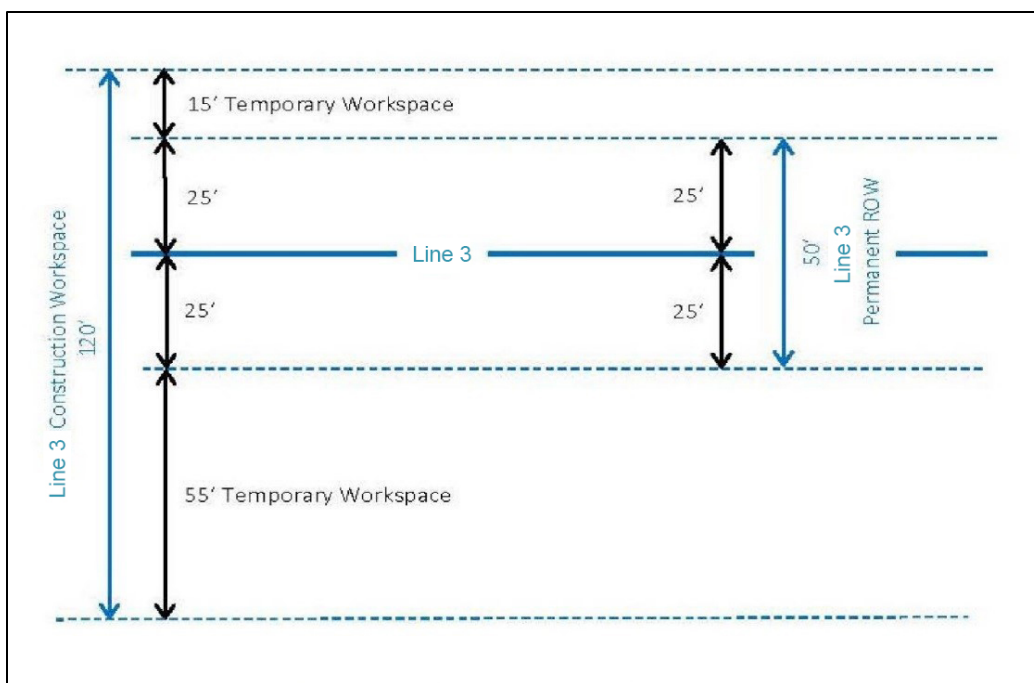 15’ Temporary Workspace
25’
25’
Line 3
25’
25’
55’ Temporary Workspace
Line 3 Construction Workspace
120’
50’
Line 3
Permanent ROW